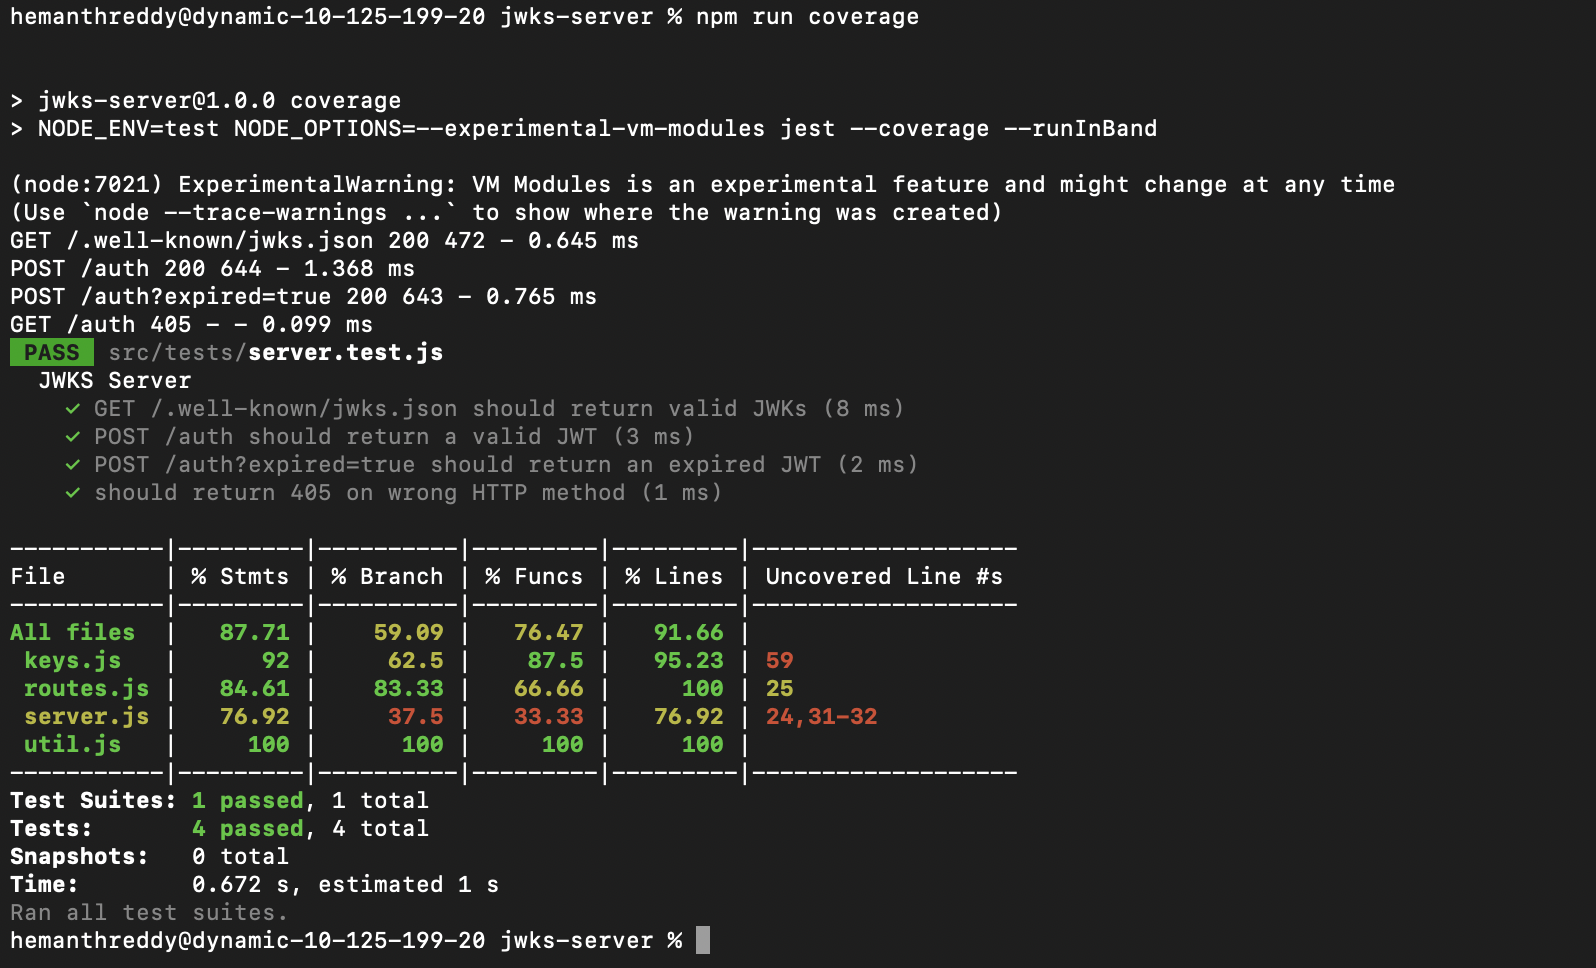 hemanthreddy@dynamic-10-125-199-20 jwks-server % npm run coverage
> jwks-server@1.0.0 coverage
> NODE_ENV=test NODE_OPTIONS=--experimental-vm-modules jest --coverage --runInBand
(node:7021) ExperimentalWarning: VM Modules is an experimental feature and might change at any time
(Use `node --trace-warnings ...` to show where the warning was created)
GET /.well-known/jwks.json 200 472 - 0.645 ms
POST /auth 200 644 - 1.368 ms
POST /auth?expired=true 200 643 - 0.765 ms
GET /auth 405 - - 0.099 ms
PASS src/tests/server.test.js
JWKS Server
✓ GET /.well-known/jwks.json should return valid JWKs (8 ms)
✓ POST /auth should return a valid JWT (3 ms)
✓ POST /auth?expired=true should return an expired JWT (2 ms)
✓ should return 405 on wrong HTTP method (1 ms)
-----------|---------|----------|---------|---------|-------------------
File       | % Stmts | % Branch | % Funcs | % Lines | Uncovered Line #s
-----------|---------|----------|---------|---------|-------------------
All files  |   87.71 |    59.09 |   76.47 |   91.66 |
 keys.js   |      92 |     62.5 |    87.5 |   95.23 | 59
 routes.js |   84.61 |    83.33 |   66.66 |     100 | 25
 server.js |   76.92 |     37.5 |   33.33 |   76.92 | 24,31-32
 util.js   |     100 |      100 |     100 |     100 |
-----------|---------|----------|---------|---------|-------------------
Test Suites: 1 passed, 1 total
Tests:       4 passed, 4 total
Snapshots:   0 total
Time:        0.672 s, estimated 1 s
Ran all test suites.
hemanthreddy@dynamic-10-125-199-20 jwks-server %